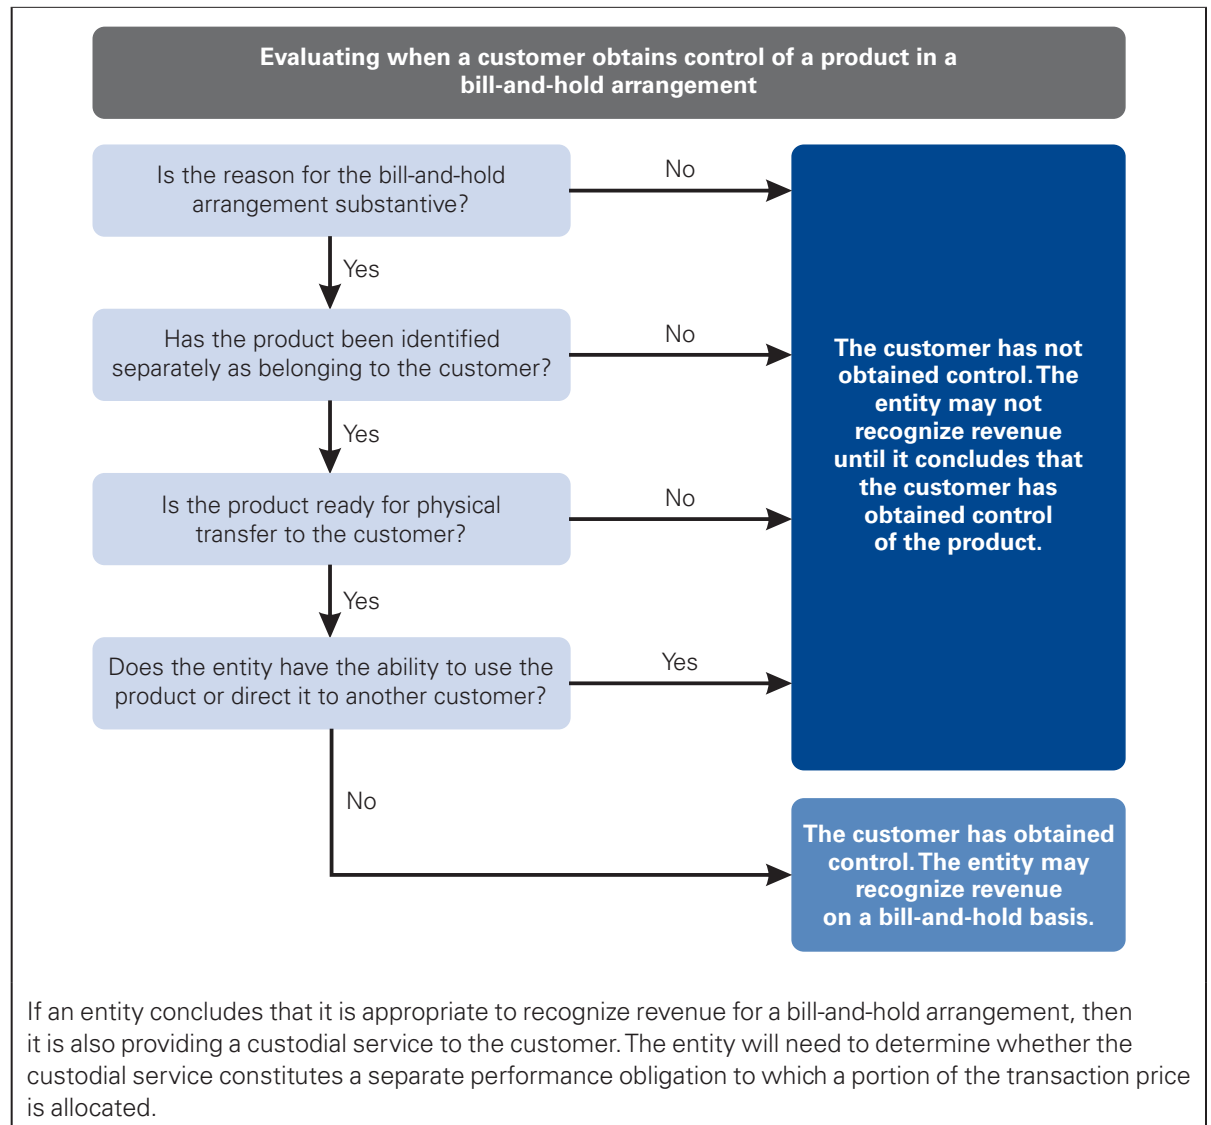 Evaluating when a customer obtains control of a product in a
bill-and-hold arrangement
Is the reason for the bill-and-hold
arrangement substantive?
No
Yes
Has the product been identified
separately as belonging to the customer?
No
Yes
Is the product ready for physical
transfer to the customer?
No
Yes
Does the entity have the ability to use the
product or direct it to another customer?
Yes
No
The customer has not
obtained control. The
entity may not
recognize revenue
until it concludes that
the customer has
obtained control
of the product.
The customer has obtained
control. The entity may
recognize revenue
on a bill-and-hold basis.
If an entity concludes that it is appropriate to recognize revenue for a bill-and-hold arrangement, then
it is also providing a custodial service to the customer. The entity will need to determine whether the
custodial service constitutes a separate performance obligation to which a portion of the transaction price
is allocated.